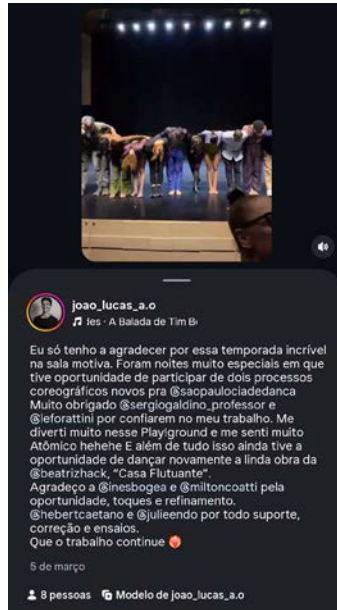 joao_lucas_a.o
les · A Balada de Tim B
Eu só tenho a agradecer por essa temporada incrível
na sala motiva. Foram noites muito especiais em que
tive oportunidade de participar de dois processos
coreográficos novos pra @saopaulociadedanca
Muito obrigado @sergiogaldino_professor e
@leforattini por confiarem no meu trabalho. Me
diverti muito nesse Play!ground e me senti muito
Atômico hehehe E além de tudo isso ainda tive a
oportunidade de dançar novamente a linda obra da
@beatrizhack, “Casa Flutuante”.
Agradeço a @inesbogea e @miltoncoatti pela
oportunidade, toques e refinamento.
@hebertcaetano e @julieendo por todo suporte,
correção e ensaios.
Que o trabalho continue
5 de março
8 pessoas Modelo de joao_lucas_a.o